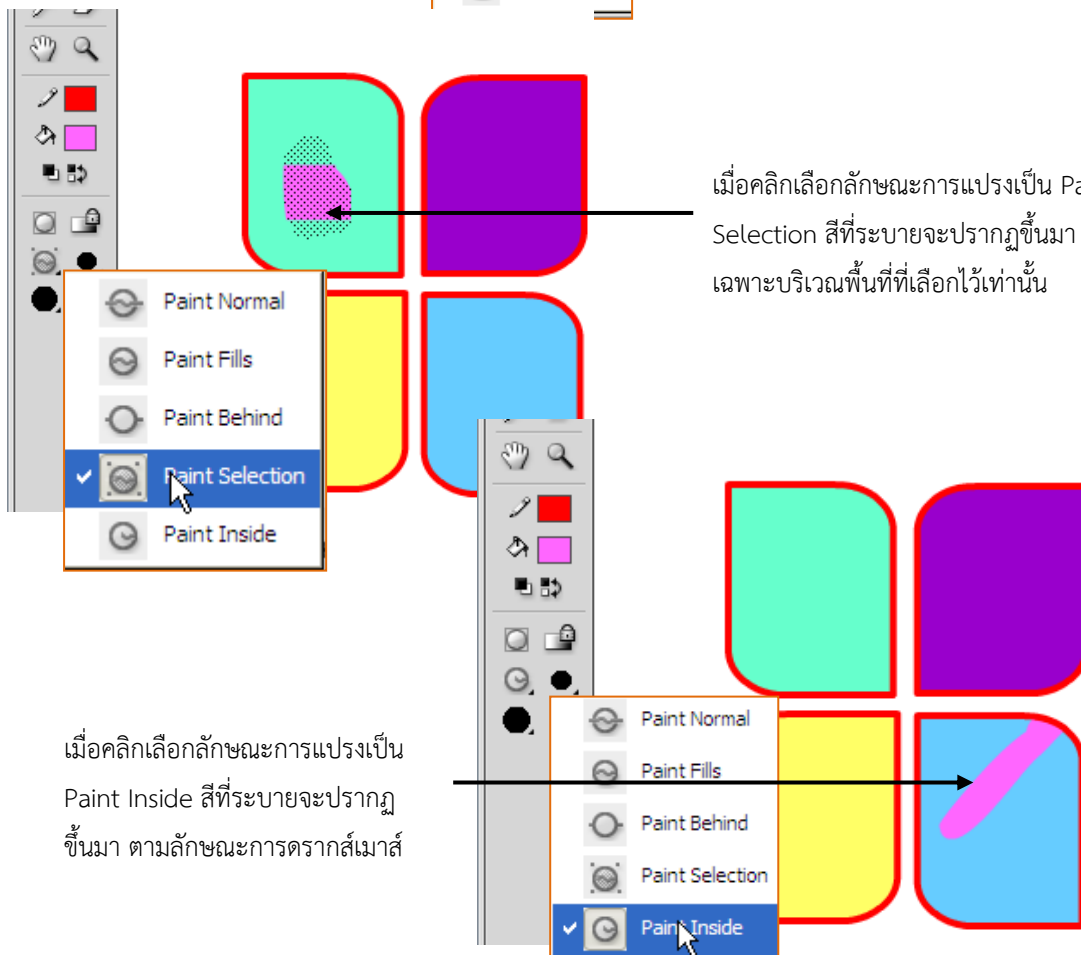 เมื่อคลิกเลือกลักษณะการแปรงเป็น
Selection สีที่ระบายจะปรากฏขึ้นมา
เฉพาะบริเวณพื้นที่ที่เลือกไว้เท่านั้น
Paint Normal
Paint Fills
Paint Behind
Paint Selection
Paint Inside
เมื่อคลิกเลือกลักษณะการแปรงเป็น
Paint Inside สีที่ระบายจะปรากฏ
ขึ้นมา ตามลักษณะการดรากส์เมาส์
Paint Normal
Paint Fills
Paint Behind
Paint Selection
Paint Inside